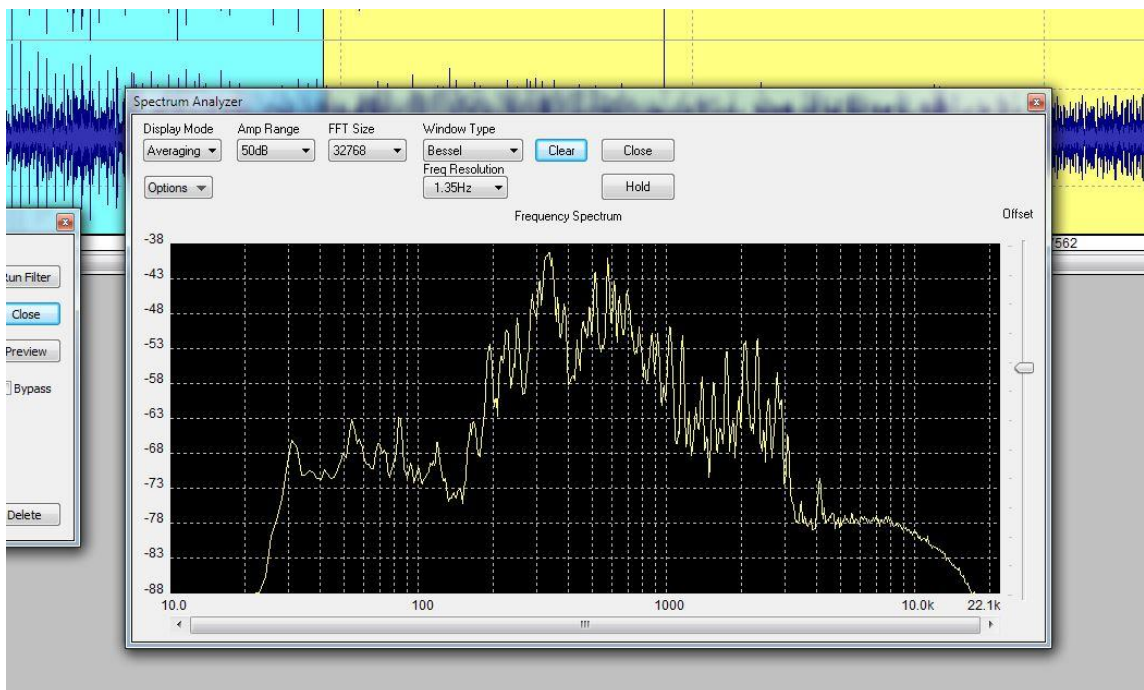 Spectrum Analyzer
Display Mode Amp Range FFT Size Window Type
Averaging 50dB 32768 Bessel Clear Close
Freq Resolution
Options 1.35Hz Hold
Frequency Spectrum Offset
-38
7562
-43
Run Filter
-48
Close
-53
Preview
-58
Bypass
-63
-68
-73
-78
Delete
-83
-88
10.0 100 1000 10.0k 22.1k